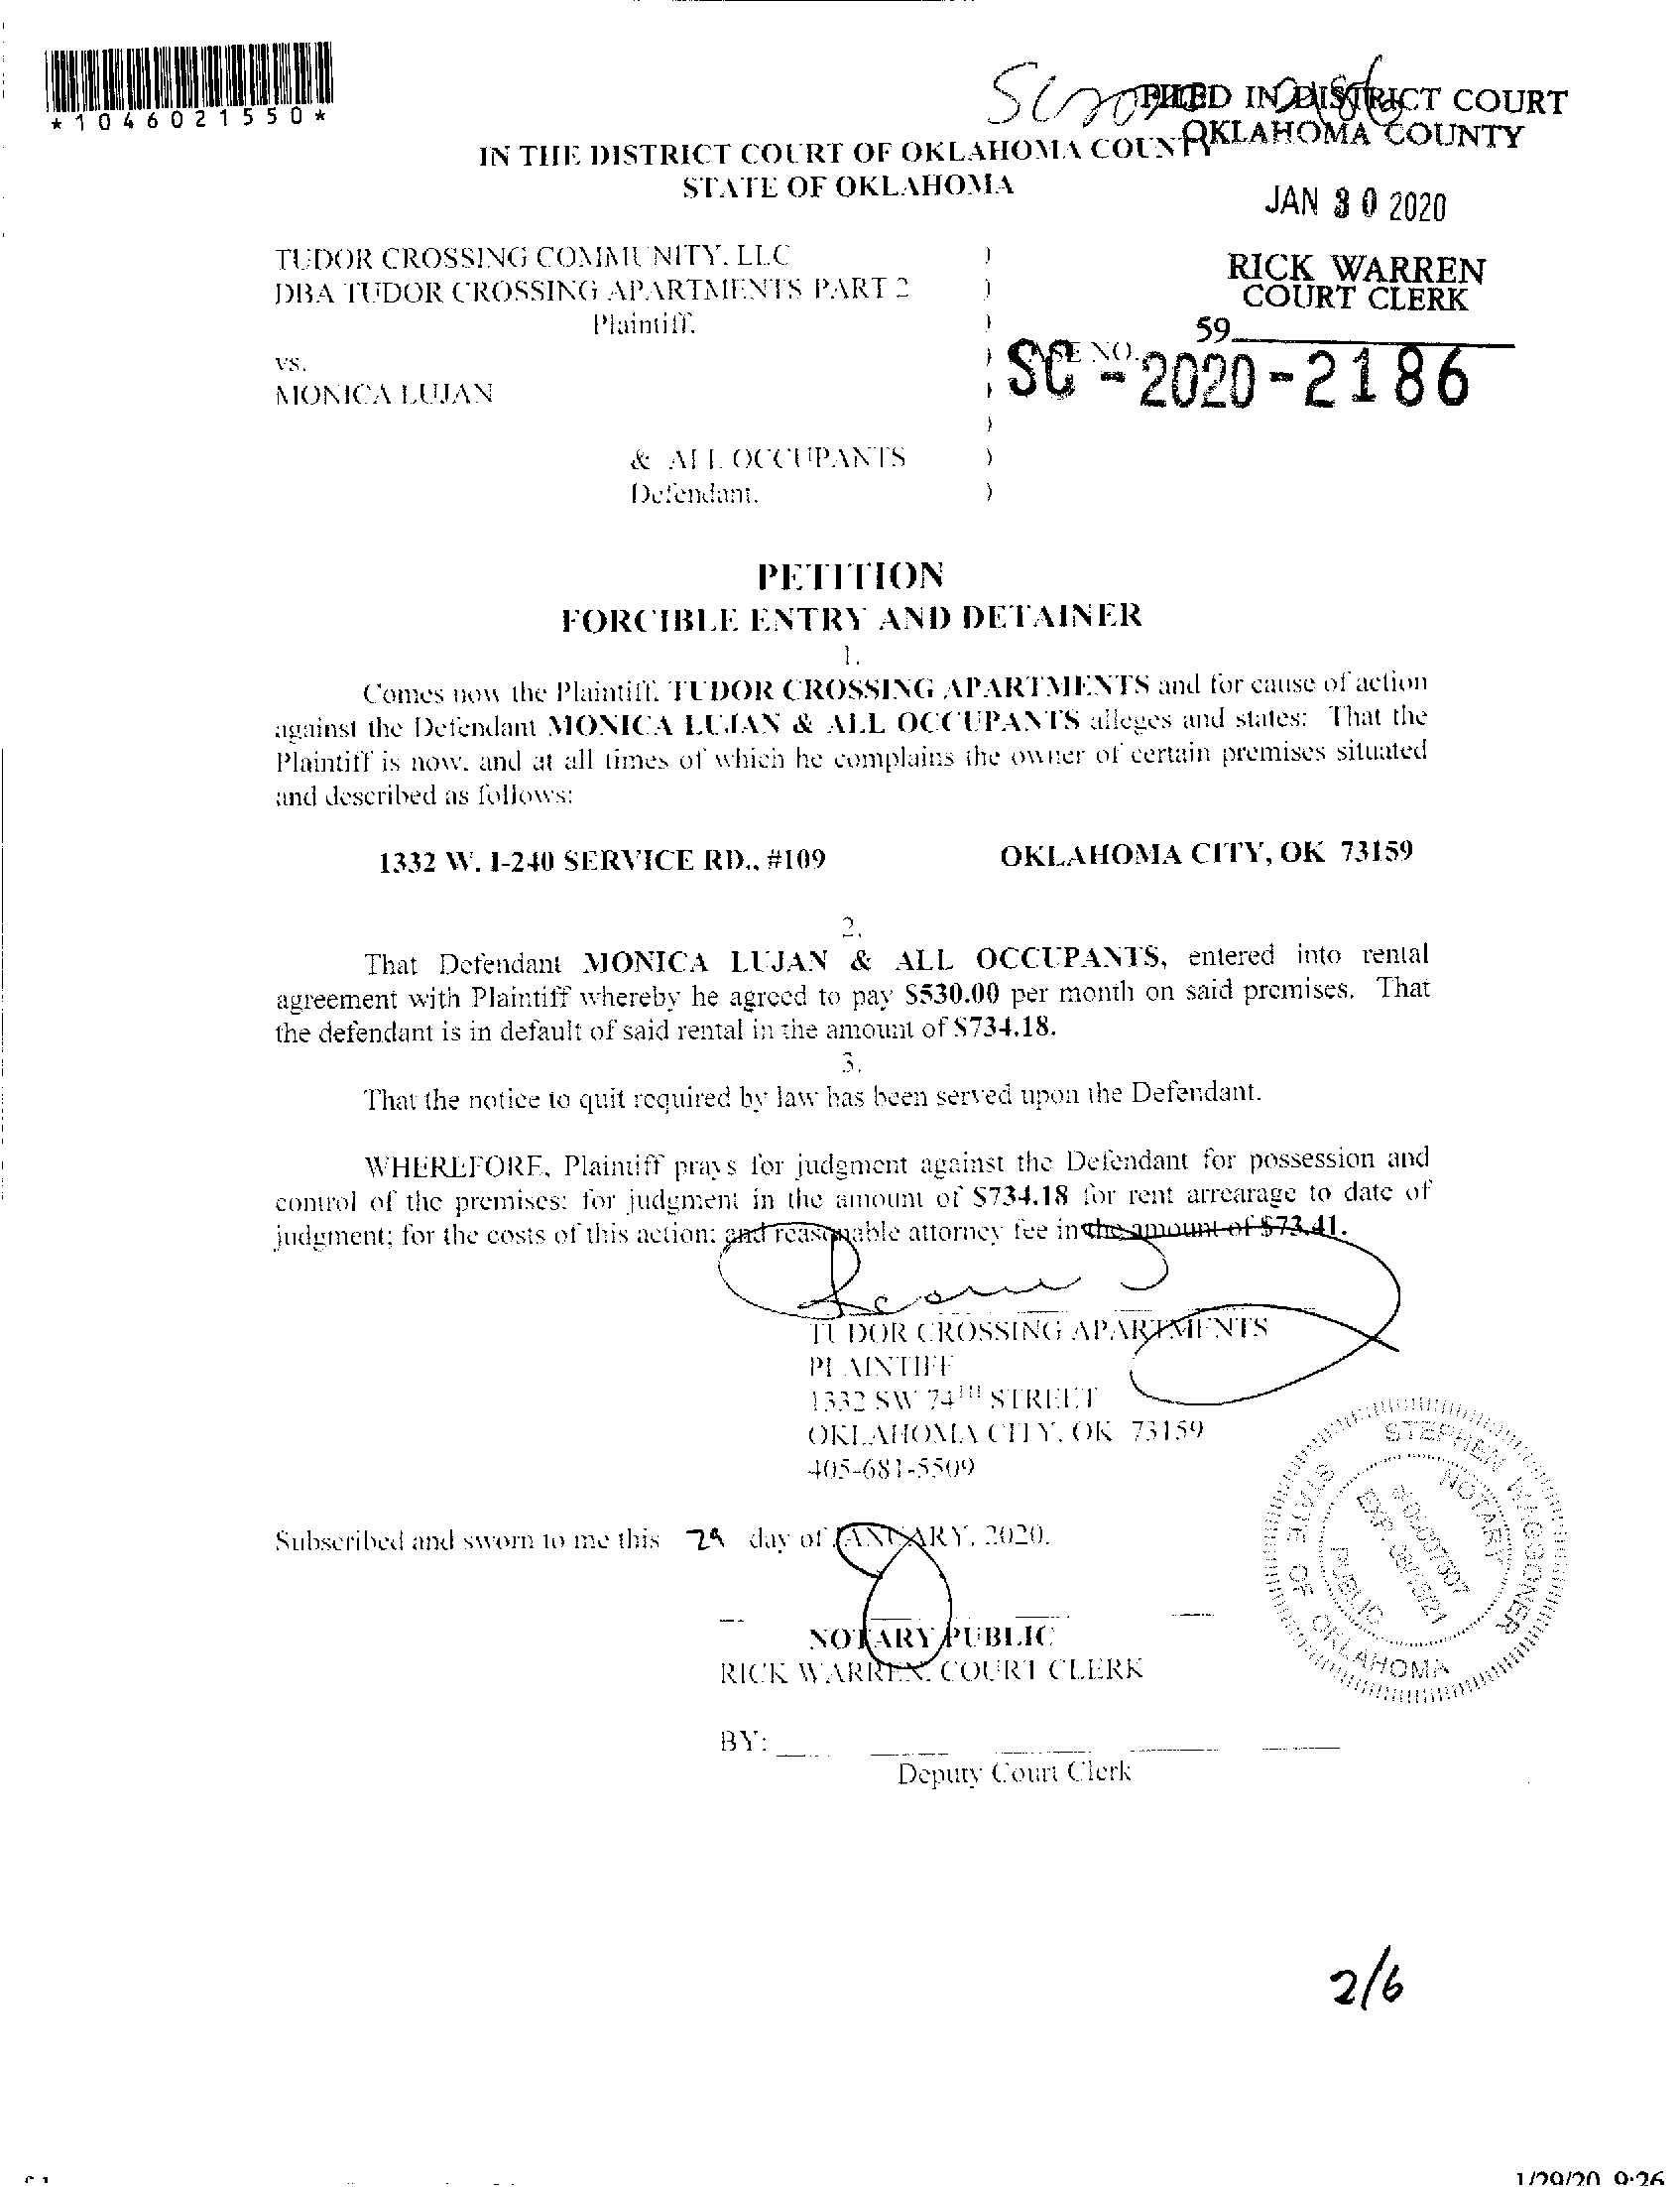 *1046021550*
FILED IN DISTRICT COURT
OKLAHOMA COUNTY
IN THE DISTRICT COURT OF OKLAHOMA COUNTY
STATE OF OKLAHOMA
JAN 30 2020
TUDOR CROSSING COMMUNITY, LLC )
DBA TUDOR CROSSING APARTMENTS PART 2 )
Plaintiff, )
RICK WARREN
COURT CLERK
59
vs. ) CASE NO.
SC-2020-2186
MONICA LUJAN )
)
& ALL OCCUPANTS )
Defendant. )
PETITION
FORCIBLE ENTRY AND DETAINER
1.
Comes now the Plaintiff. TUDOR CROSSING APARTMENTS and for cause of action
against the Defendant MONICA LUJAN & ALL OCCUPANTS alleges and states: That the
Plaintiff is now, and at all times of which he complains the owner of certain premises situated
and described as follows:
1332 W. I-240 SERVICE RD., #109 OKLAHOMA CITY, OK 73159
2.
That Defendant MONICA LUJAN & ALL OCCUPANTS, entered into rental
agreement with Plaintiff whereby he agreed to pay $530.00 per month on said premises. That
the defendant is in default of said rental in the amount of $734.18.
3.
That the notice to quit required by law has been served upon the Defendant.
WHEREFORE, Plaintiff prays for judgment against the Defendant for possession and
control of the premises: for judgment in the amount of $734.18 for rent arrearage to date of
judgment; for the costs of this action: and reasonable attorney fee in the amount of $73.41.
TUDOR CROSSING APARTMENTS
PLAINTIFF
1332 SW 74TH STREET
OKLAHOMA CITY, OK 73159
405-681-5509
STEPHEN WAGGONER
NOTARY
PUBLIC
STATE OF OKLAHOMA
Subscribed and sworn to me this 29 day of JANUARY, 2020.
NOTARY PUBLIC
RICK WARREN, COURT CLERK
BY:
Deputy Court Clerk
2/6
1/29/20 9:26